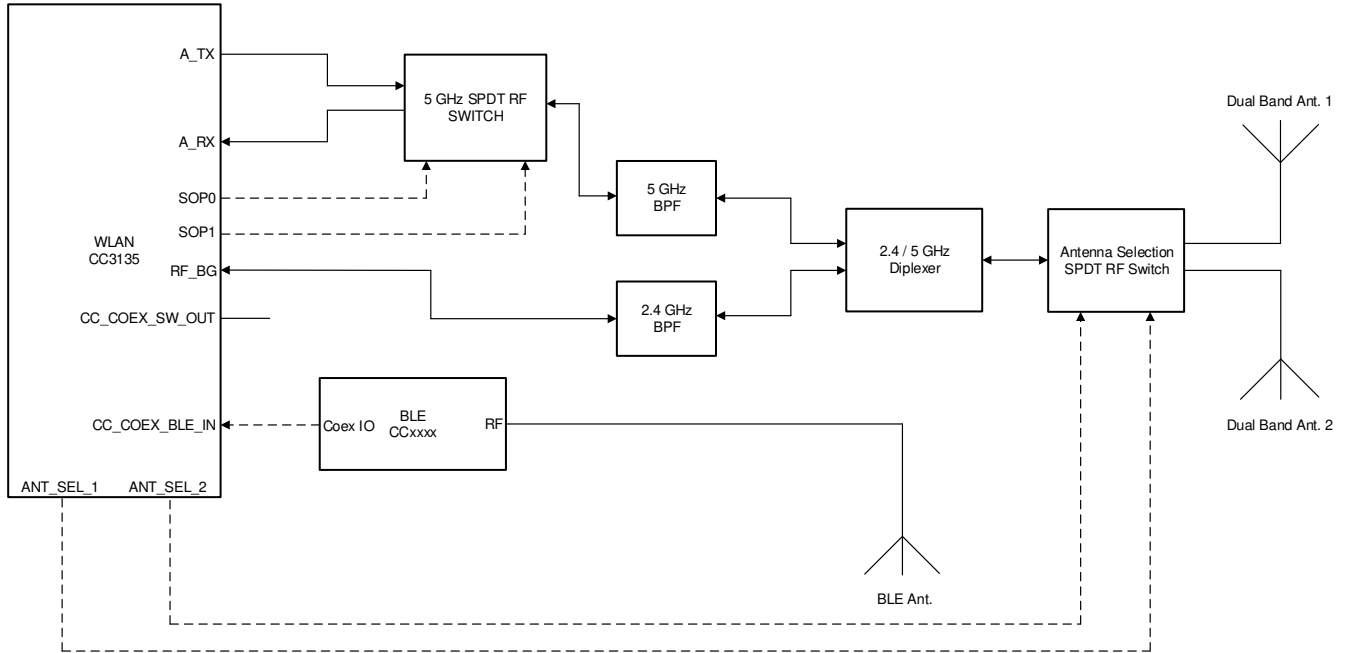 A_TX
A_RX
SOP0
SOP1
WLAN
CC3135
RF_BG
CC_COEX_SW_OUT
CC_COEX_BLE_IN
ANT_SEL_1
ANT_SEL_2
5 GHz SPDT RF
SWITCH
5 GHz
BPF
2.4 GHz
BPF
2.4 / 5 GHz
Diplexer
Antenna Selection
SPDT RF Switch
Dual Band Ant. 1
Dual Band Ant. 2
Coex IO
BLE
CCxxxx
RF
BLE Ant.